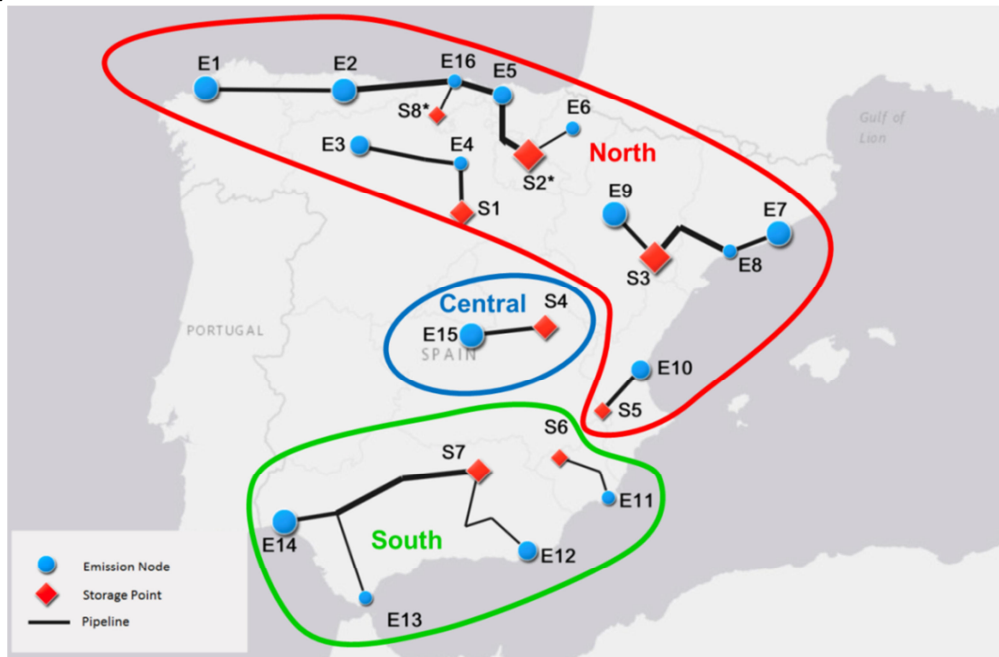 E1
E2
E16
E5
S8*
E6
E3
E4
North
S2*
E9
S1
E7
E8
S3
Gulf of
Lion
Central
S4
E15
PORTUGAL
SPAIN
E10
S5
S6
S7
E11
E14
South
E12
E13
Emission Node
Storage Point
Pipeline